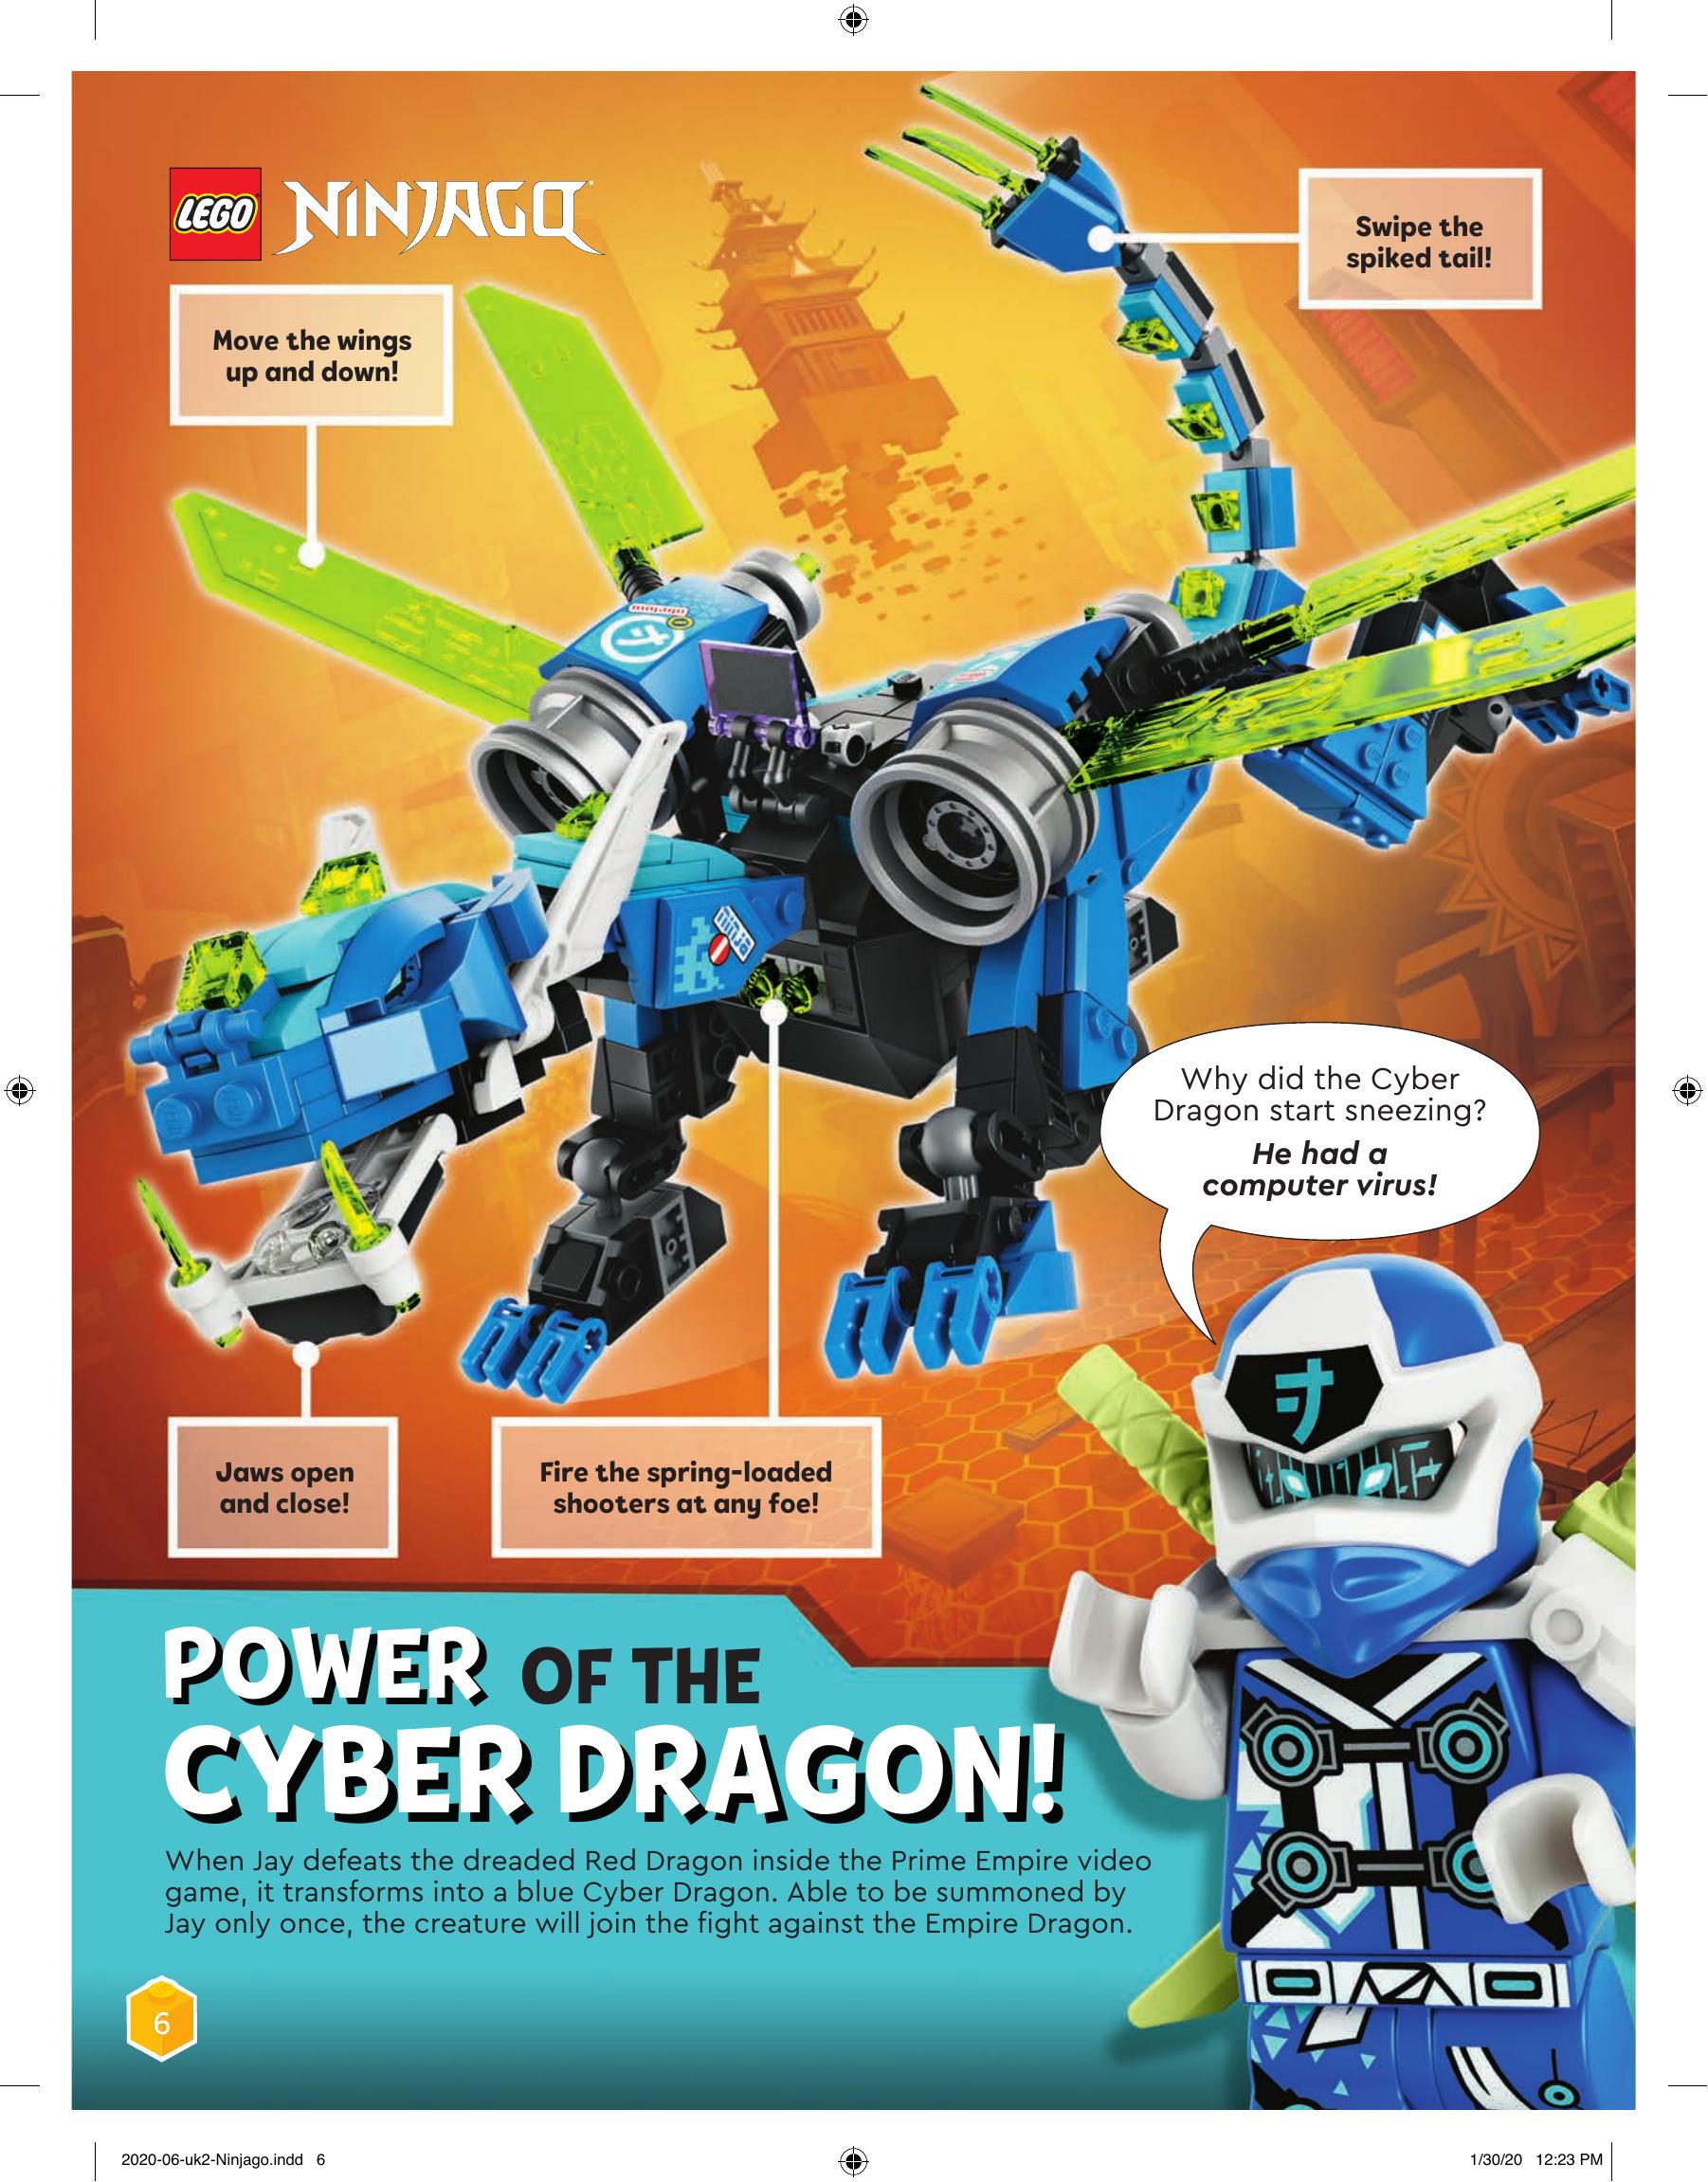 LEGO NINJAGO
Swipe the
spiked tail!
Move the wings
up and down!
ninja
Why did the Cyber
Dragon start sneezing?
He had a
computer virus!
Jaws open
and close!
Fire the spring-loaded
shooters at any foe!
POWER OF THE
CYBER DRAGON!
When Jay defeats the dreaded Red Dragon inside the Prime Empire video
game, it transforms into a blue Cyber Dragon. Able to be summoned by
Jay only once, the creature will join the fight against the Empire Dragon.
6
2020-06-uk2-Ninjago.indd 6
1/30/20 12:23 PM